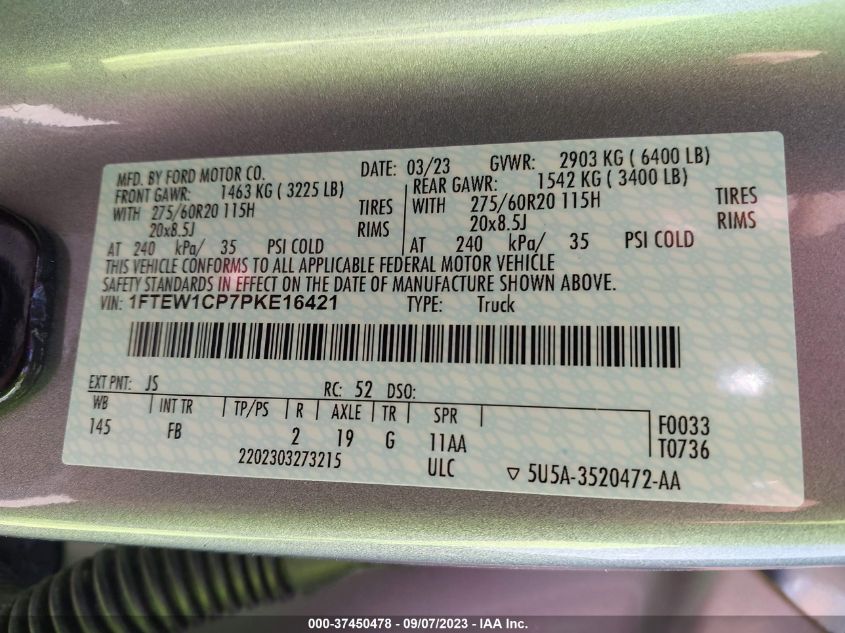 MFD. BY FORD MOTOR CO. DATE: 03/23 GVWR: 2903 KG ( 6400 LB)
FRONT GAWR: 1463 KG ( 3225 LB) REAR GAWR: 1542 KG ( 3400 LB)
WITH 275/60R20 115H TIRES WITH 275/60R20 115H TIRES
20x8.5J RIMS 20x8.5J RIMS
AT 240 kPa/ 35 PSI COLD AT 240 kPa/ 35 PSI COLD
THIS VEHICLE CONFORMS TO ALL APPLICABLE FEDERAL MOTOR VEHICLE
SAFETY STANDARDS IN EFFECT ON THE DATE OF MANUFACTURE SHOWN ABOVE.
VIN: 1FTEW1CP7PKE16421 TYPE: Truck
EXT PNT: JS RC: 52 DSO:
WB INT TR TP/PS R AXLE TR SPR F0033
145 FB 2 19 G 11AA T0736
2202303273215 ULC ▽ 5U5A-3520472-AA
000-37450478 - 09/07/2023 - IAA Inc.